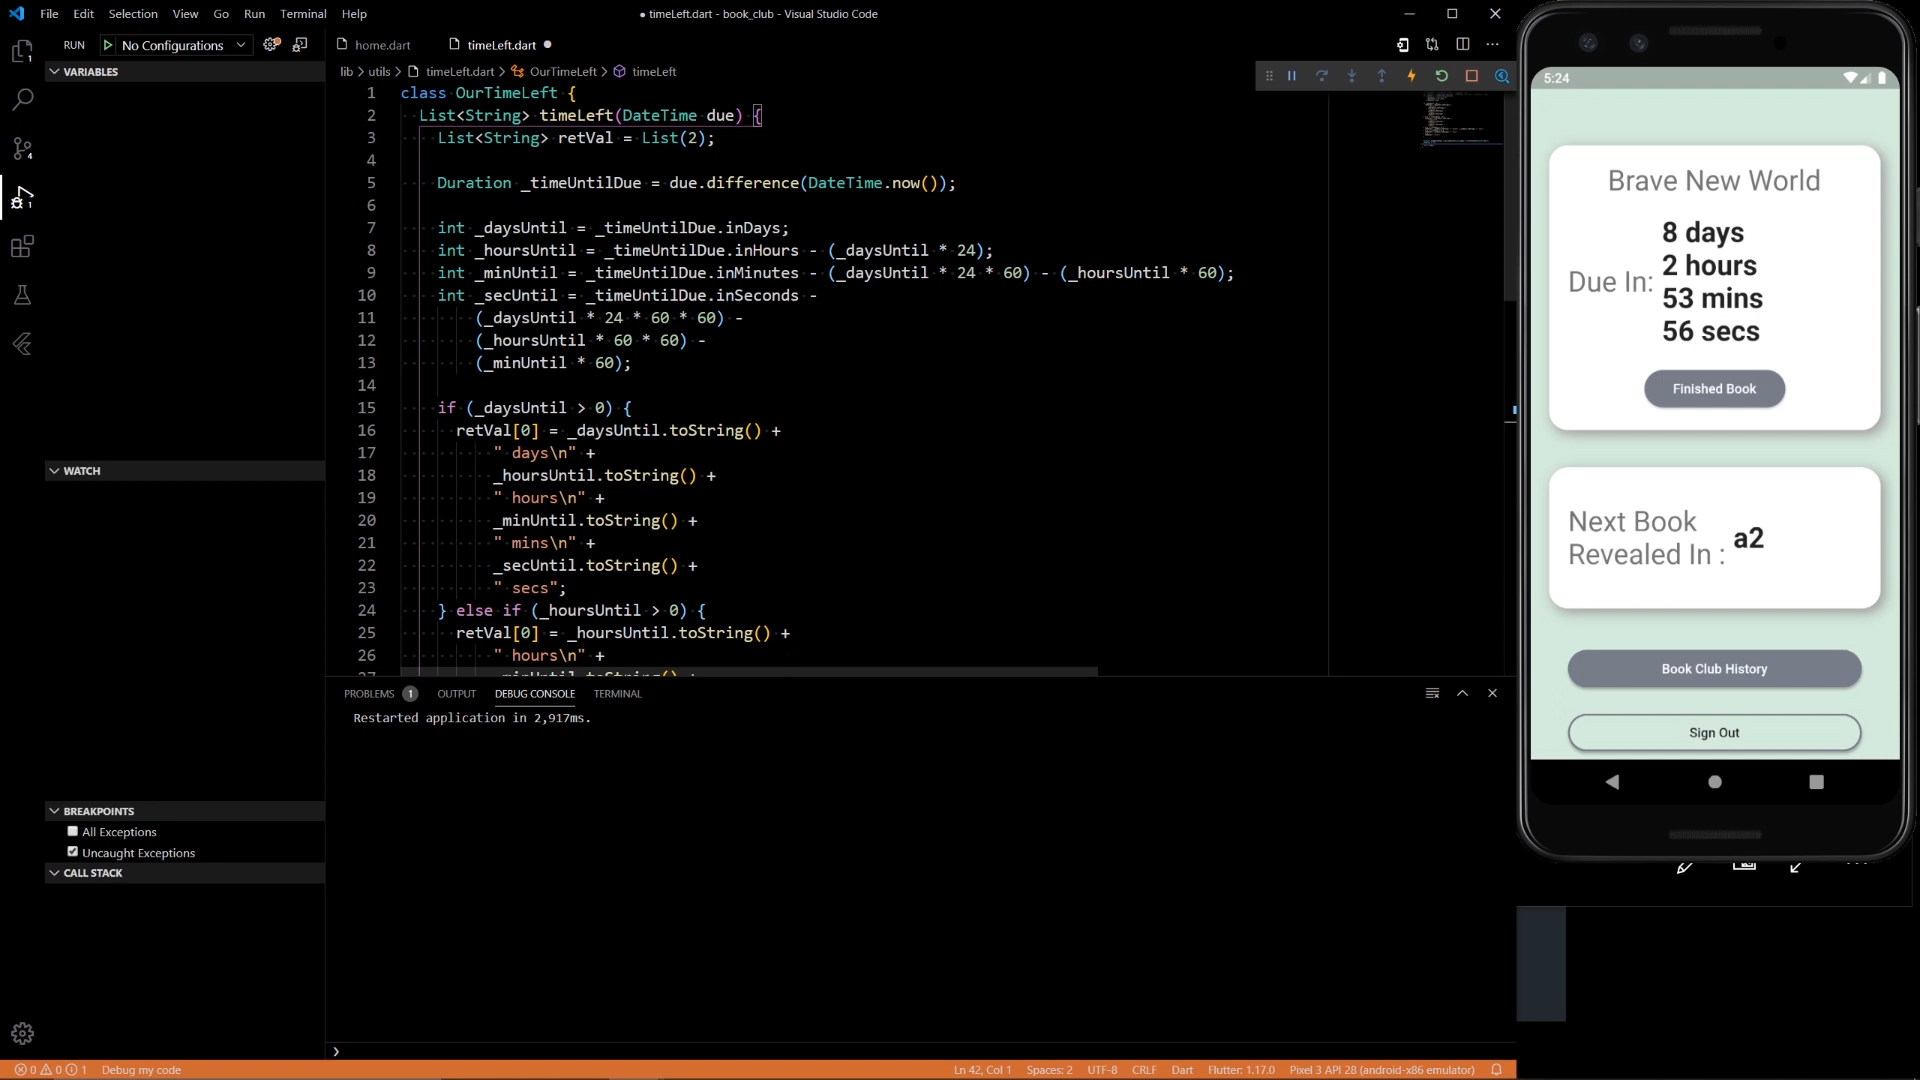 File Edit Selection View Go Run Terminal Help
● timeLeft.dart - book_club - Visual Studio Code
RUN No Configurations
home.dart timeLeft.dart
lib > utils > timeLeft.dart > OurTimeLeft > timeLeft
VARIABLES
WATCH
BREAKPOINTS
All Exceptions
Uncaught Exceptions
CALL STACK
1 class OurTimeLeft {
2 List<String> timeLeft(DateTime due) {
3 List<String> retVal = List(2);
4
5 Duration _timeUntilDue = due.difference(DateTime.now());
6
7 int _daysUntil = _timeUntilDue.inDays;
8 int _hoursUntil = _timeUntilDue.inHours - (_daysUntil * 24);
9 int _minUntil = _timeUntilDue.inMinutes - (_daysUntil * 24 * 60) - (_hoursUntil * 60);
10 int _secUntil = _timeUntilDue.inSeconds -
11 (_daysUntil * 24 * 60 * 60) -
12 (_hoursUntil * 60 * 60) -
13 (_minUntil * 60);
14
15 if (_daysUntil > 0) {
16 retVal[0] = _daysUntil.toString() +
17 " days\n" +
18 _hoursUntil.toString() +
19 " hours\n" +
20 _minUntil.toString() +
21 " mins\n" +
22 _secUntil.toString() +
23 " secs";
24 } else if (_hoursUntil > 0) {
25 retVal[0] = _hoursUntil.toString() +
26 " hours\n" +
PROBLEMS 1 OUTPUT DEBUG CONSOLE TERMINAL
Restarted application in 2,917ms.
0 0 1 Debug my code
Ln 42, Col 1 Spaces: 2 UTF-8 CRLF Dart Flutter: 1.17.0 Pixel 3 API 28 (android-x86 emulator)
5:24
Brave New World
Due In:
8 days
2 hours
53 mins
56 secs
Finished Book
Next Book
Revealed In :
a2
Book Club History
Sign Out